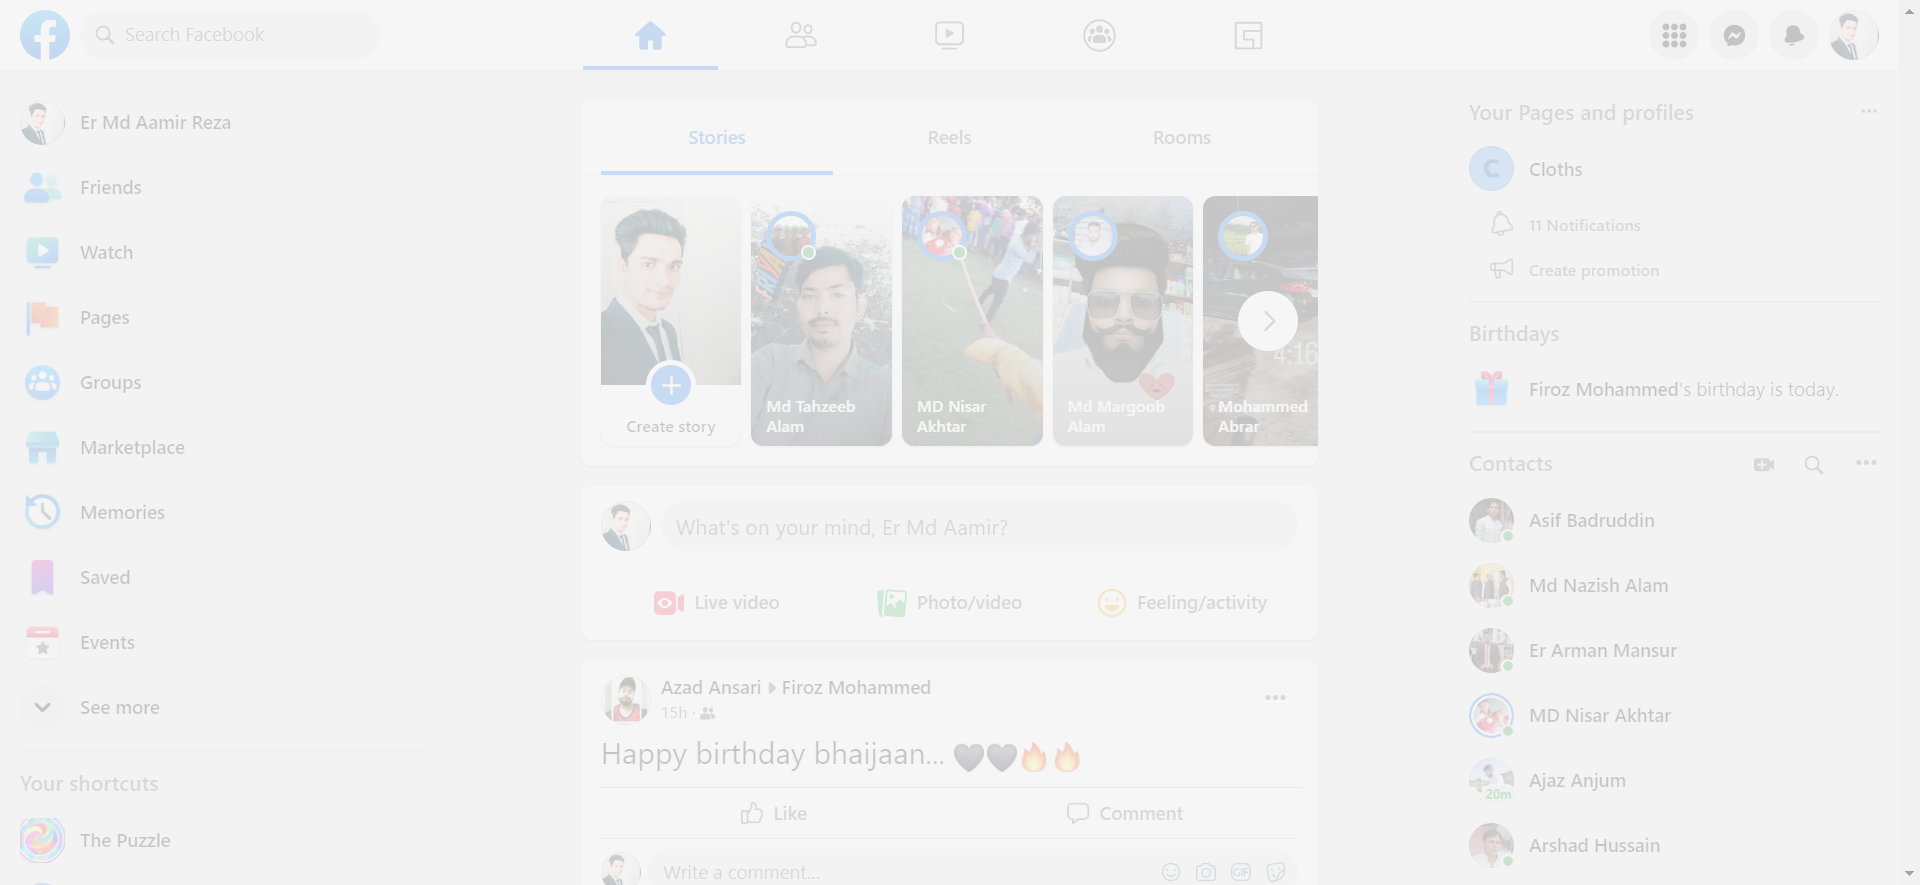 Search Facebook
Er Md Aamir Reza
Friends
Watch
Pages
Groups
Marketplace
Memories
Saved
Events
See more
Your shortcuts
The Puzzle
Stories
Reels
Rooms
Create story
Md Tahzeeb
Alam
MD Nisar
Akhtar
Md Margoob
Alam
4:16
Mohammed
Abrar
What's on your mind, Er Md Aamir?
Live video
Photo/video
Feeling/activity
Azad Ansari
Firoz Mohammed
15h ·
Happy birthday bhaijaan... 🖤🖤🔥🔥
Like
Comment
Write a comment...
GIF
Your Pages and profiles
C
Cloths
11 Notifications
Create promotion
Birthdays
Firoz Mohammed's birthday is today.
Contacts
Asif Badruddin
Md Nazish Alam
Er Arman Mansur
MD Nisar Akhtar
20m
Ajaz Anjum
Arshad Hussain